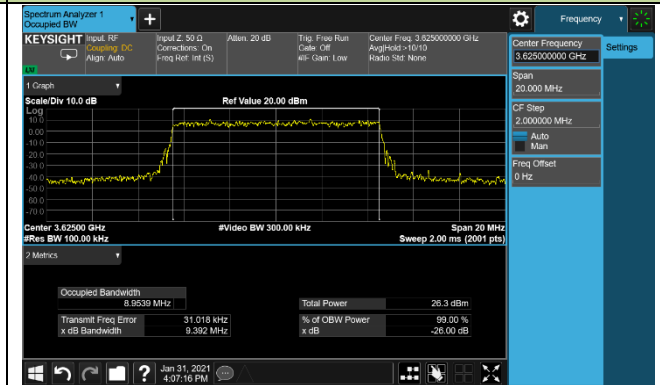 Spectrum Analyzer 1
Occupied BW
+
Frequency
KEYSIGHT
Input: RF
Coupling: DC
Align: Auto
Input Z: 50 Ω
Corrections: On
Freq Ref: Int (S)
Atten: 20 dB
Trig: Free Run
Gate: Off
#IF Gain: Low
Center Freq: 3.625000000 GHz
Avg|Hold:>10/10
Radio Std: None
Center Frequency
3.625000000 GHz
Settings
Span
20.000 MHz
CF Step
2.000000 MHz
Auto
Man
Freq Offset
0 Hz
1 Graph
Scale/Div 10.0 dB
Ref Value 20.00 dBm
Log
10.0
0.00
-10.0
-20.0
-30.0
-40.0
-50.0
-60.0
-70.0
Center 3.62500 GHz
#Video BW 300.00 kHz
Span 20 MHz
#Res BW 100.00 kHz
Sweep 2.00 ms (2001 pts)
2 Metrics
Occupied Bandwidth
8.9539 MHz
Total Power
26.3 dBm
Transmit Freq Error
31.018 kHz
% of OBW Power
99.00 %
x dB Bandwidth
9.392 MHz
x dB
-26.00 dB
?
Jan 31, 2021
4:07:16 PM